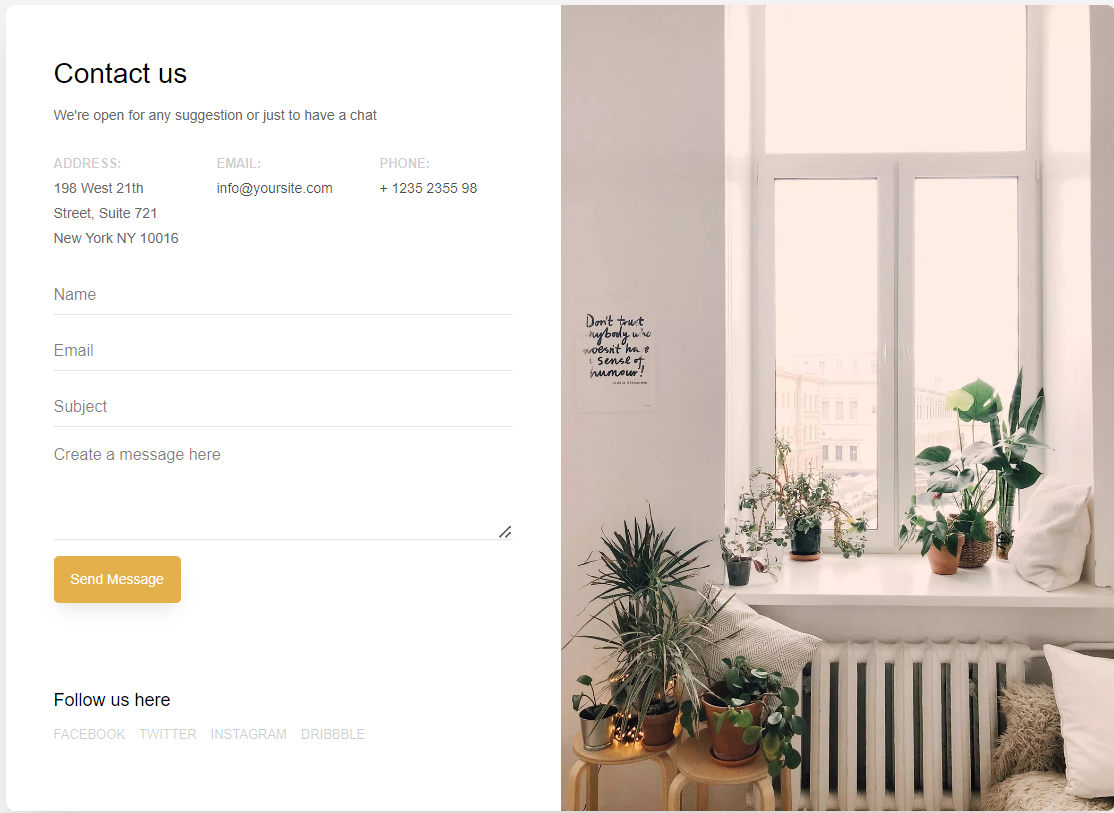 Contact us
We're open for any suggestion or just to have a chat
ADDRESS:
198 West 21th
Street, Suite 721
New York NY 10016
EMAIL:
info@yoursite.com
PHONE:
+ 1235 2355 98
Name
Email
Subject
Create a message here
Send Message
Follow us here
FACEBOOK TWITTER INSTAGRAM DRIBBBLE
Don't trust
anybody who
doesn't have
a sense of
humour!